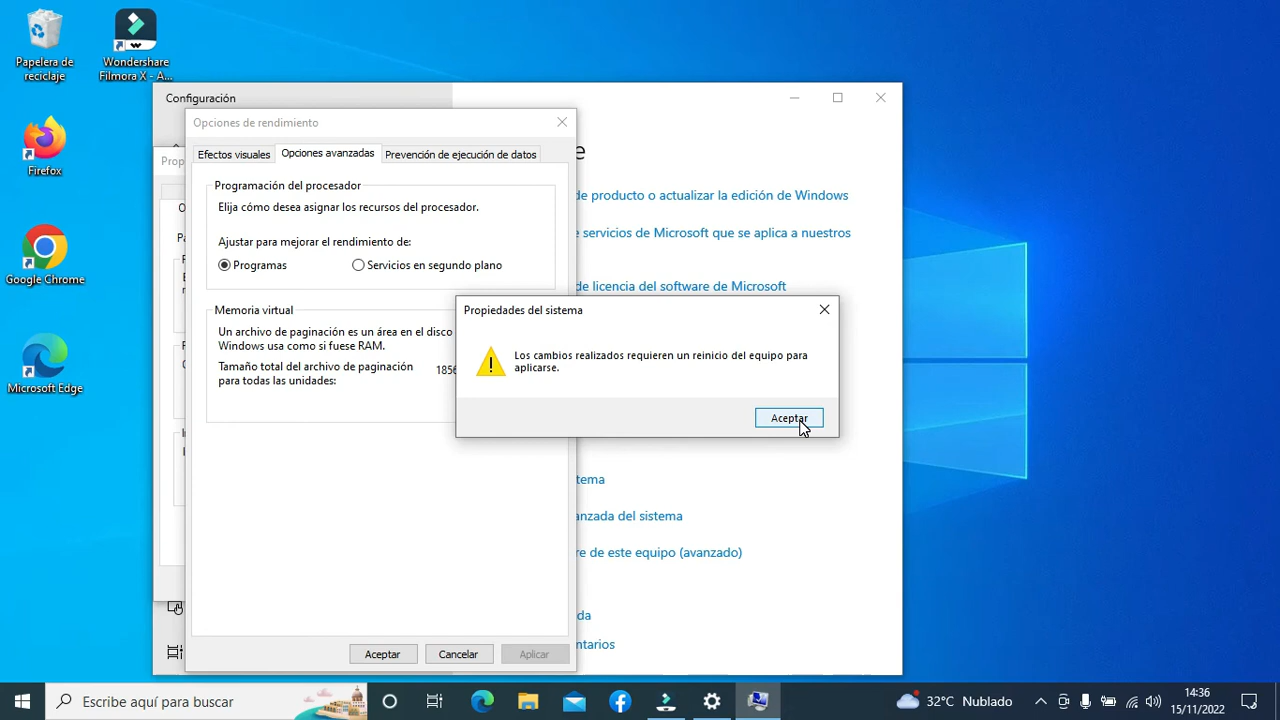 Papelera de
reciclaje
Wondershare
Filmora X - A...
Firefox
Google Chrome
Microsoft Edge
Configuración
Opciones de rendimiento
Prop
Efectos visuales
Opciones avanzadas
Prevención de ejecución de datos
Programación del procesador
Elija cómo desea asignar los recursos del procesador.
Ajustar para mejorar el rendimiento de:
Programas
Servicios en segundo plano
Memoria virtual
Un archivo de paginación es un área en el disco
Windows usa como si fuese RAM.
Tamaño total del archivo de paginación
para todas las unidades:
1856
Aceptar
Cancelar
Aplicar
de producto o actualizar la edición de Windows
e servicios de Microsoft que se aplica a nuestros
de licencia del software de Microsoft
Propiedades del sistema
Los cambios realizados requieren un reinicio del equipo para
aplicarse.
Aceptar
stema
anzada del sistema
re de este equipo (avanzado)
da
ntarios
Escribe aquí para buscar
32°C Nublado
14:36
15/11/2022